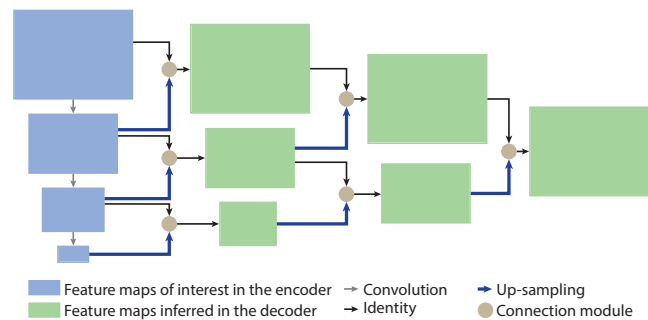 Feature maps of interest in the encoder
Feature maps inferred in the decoder
Convolution
Identity
Up-sampling
Connection module